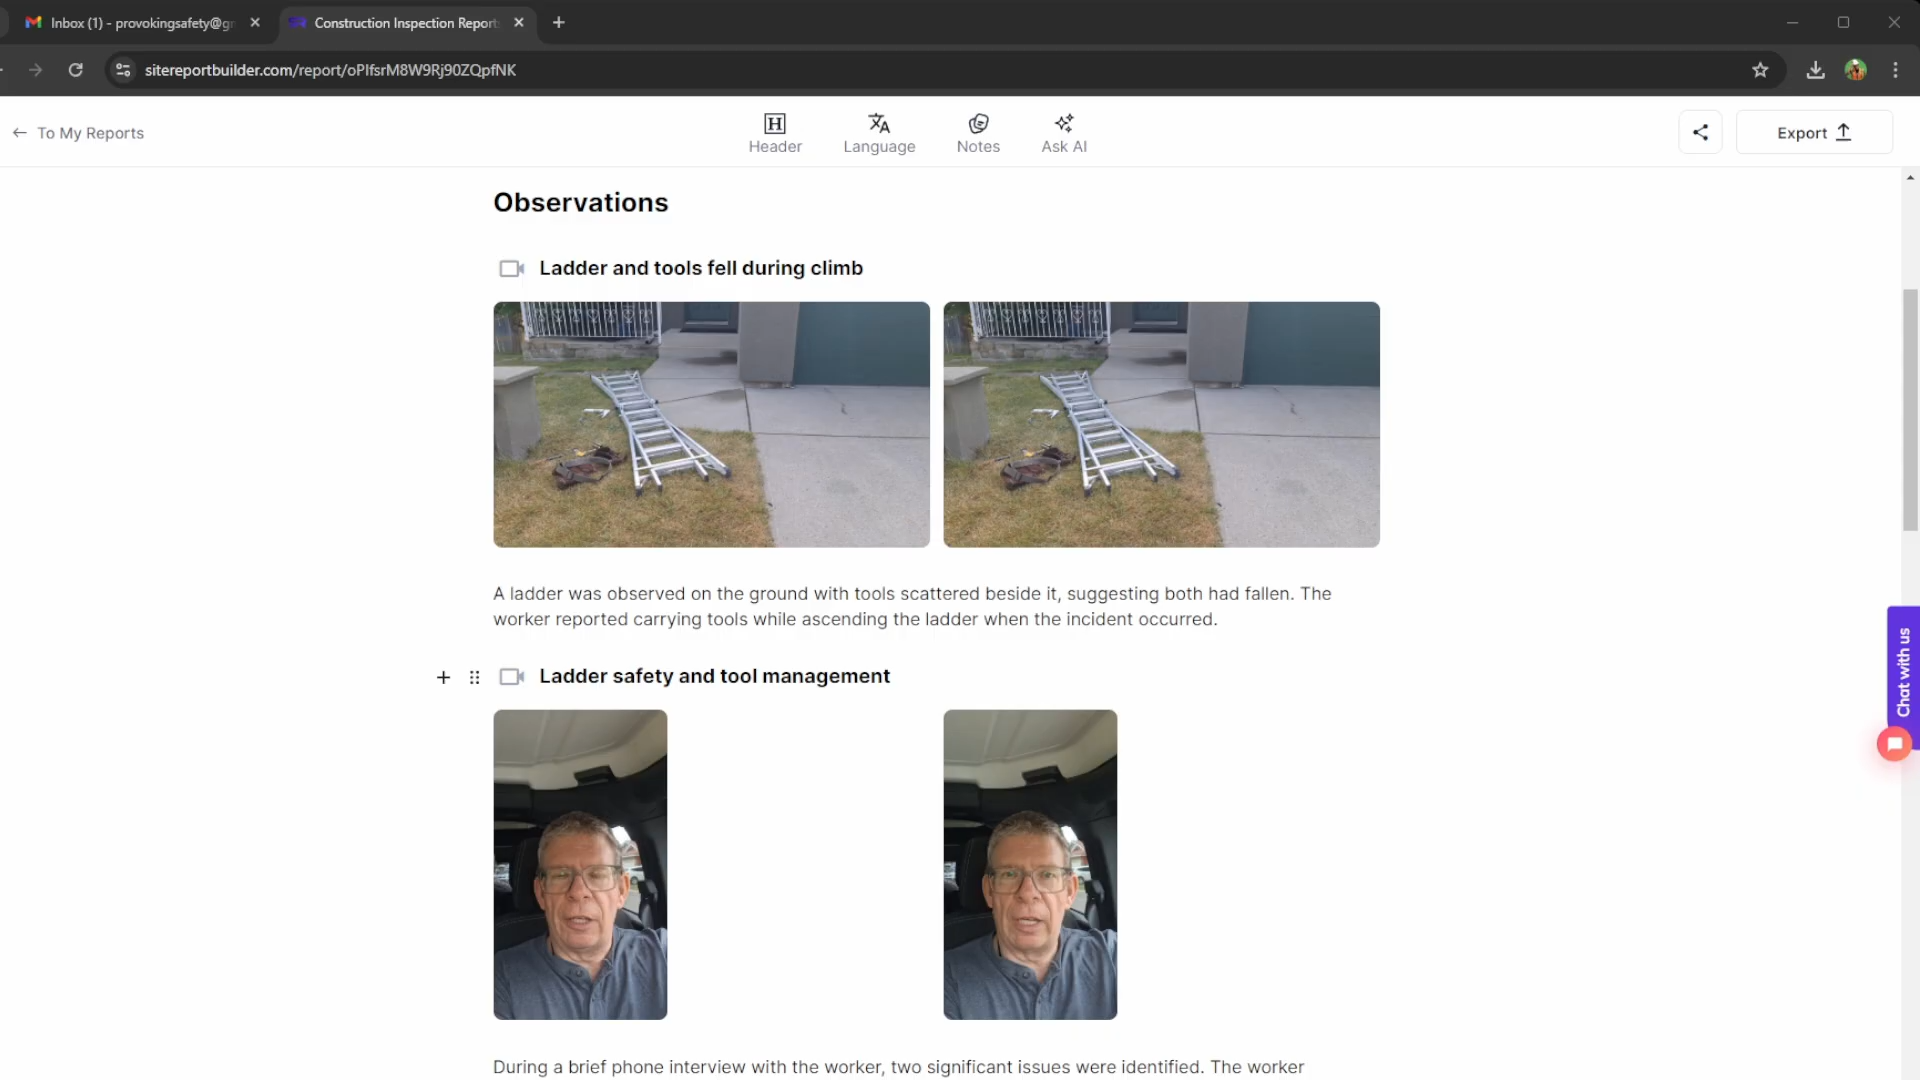 Inbox (1) - provokingsafety@g
Construction Inspection Report
sitereportbuilder.com/report/oPIfsrM8W9Rj90ZQpfNK
To My Reports
Header
Language
Notes
Ask AI
Export
Observations
Ladder and tools fell during climb
A ladder was observed on the ground with tools scattered beside it, suggesting both had fallen. The
worker reported carrying tools while ascending the ladder when the incident occurred.
Ladder safety and tool management
Chat with us
During a brief phone interview with the worker, two significant issues were identified. The worker